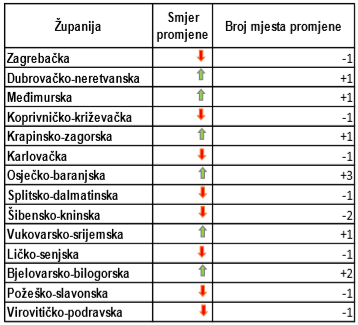 Županija Smjer promjene Broj mjesta promjene
Zagrebačka -1
Dubrovačko-neretvanska +1
Međimurska +1
Koprivničko-križevačka -1
Krapinsko-zagorska +1
Karlovačka -1
Osječko-baranjska +3
Splitsko-dalmatinska -1
Šibensko-kninska -2
Vukovarsko-srijemska +1
Ličko-senjska -1
Bjelovarsko-bilogorska +2
Požeško-slavonska -1
Virovitičko-podravska -1